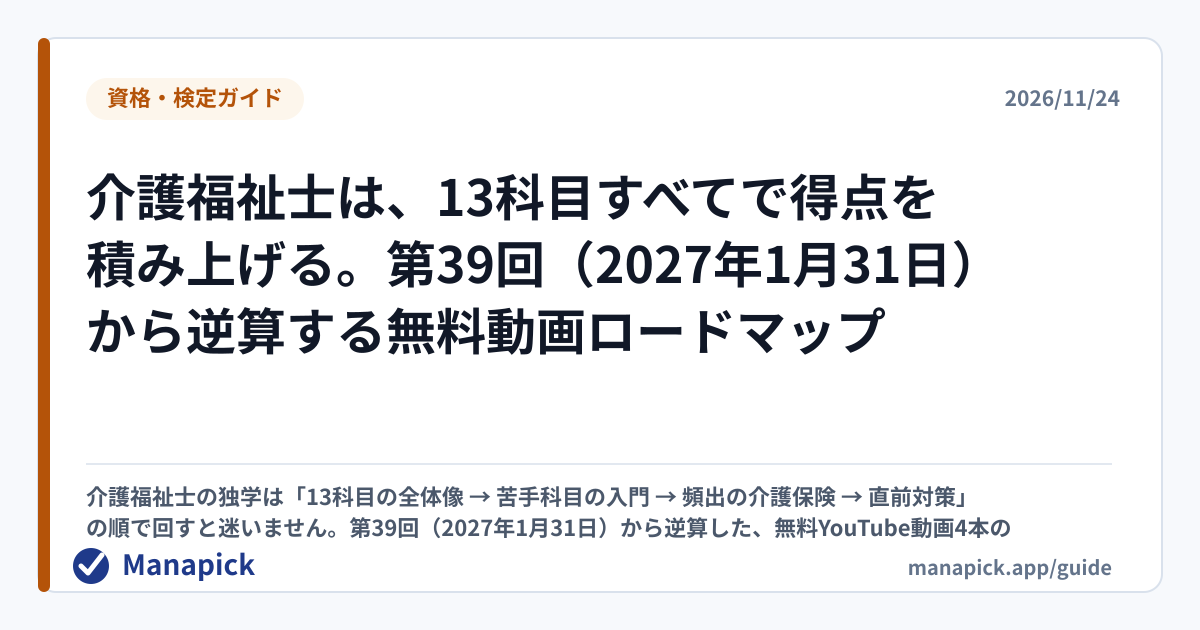 資格・検定ガイド
2026/11/24
介護福祉士は、13科目すべてで得点を
積み上げる。第39回（2027年1月31日）
から逆算する無料動画ロードマップ
介護福祉士の独学は「13科目の全体像 → 苦手科目の入門 → 頻出の介護保険 → 直前対策」
の順で回すと迷いません。第39回（2027年1月31日）から逆算した、無料YouTube動画4本の
Manapick
manapick.app/guide